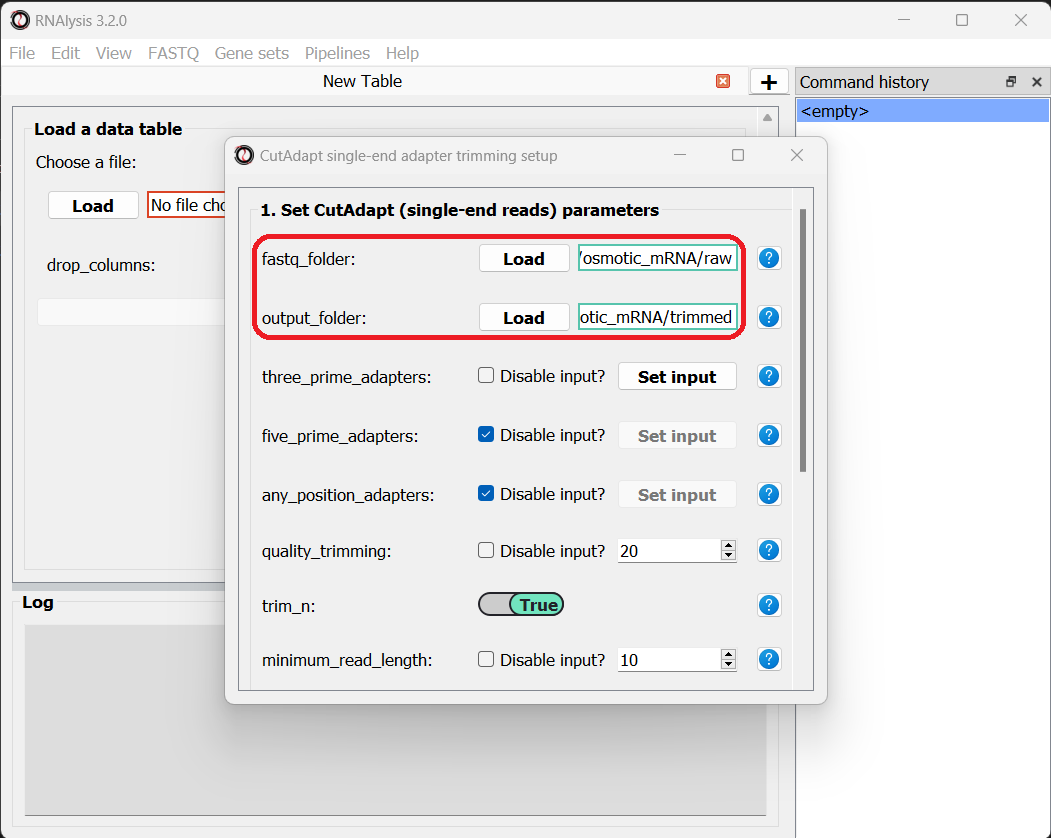 RNAlysis 3.2.0
File Edit View FASTQ Gene sets Pipelines Help
New Table
+
Command history
<empty>
Load a data table
Choose a file:
Load No file cho
drop_columns:
Log
CutAdapt single-end adapter trimming setup
1. Set CutAdapt (single-end reads) parameters
fastq_folder: Load /osmotic_mRNA/raw ?
output_folder: Load otic_mRNA/trimmed ?
three_prime_adapters: Disable input? Set input ?
five_prime_adapters: Disable input? Set input ?
any_position_adapters: Disable input? Set input ?
quality_trimming: Disable input? 20 ?
trim_n: True ?
minimum_read_length: Disable input? 10 ?